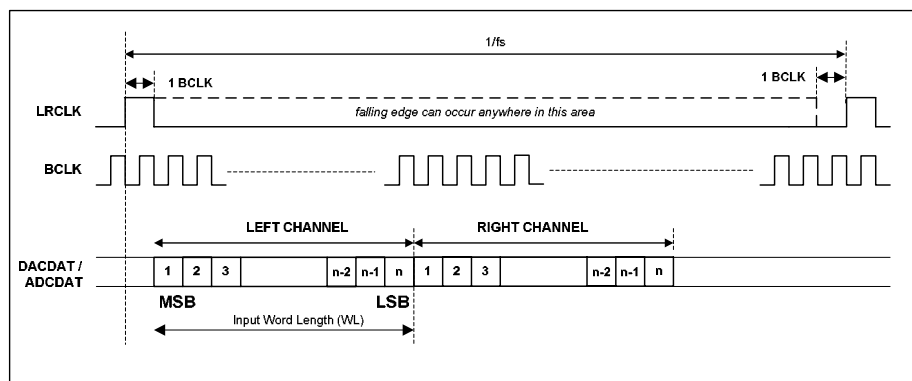 1/fs
1 BCLK
1 BCLK
LRCLK
falling edge can occur anywhere in this area
BCLK
LEFT CHANNEL
RIGHT CHANNEL
DACDAT /
ADCDAT
1 2 3 n-2 n-1 n 1 2 3 n-2 n-1 n
MSB
LSB
Input Word Length (WL)